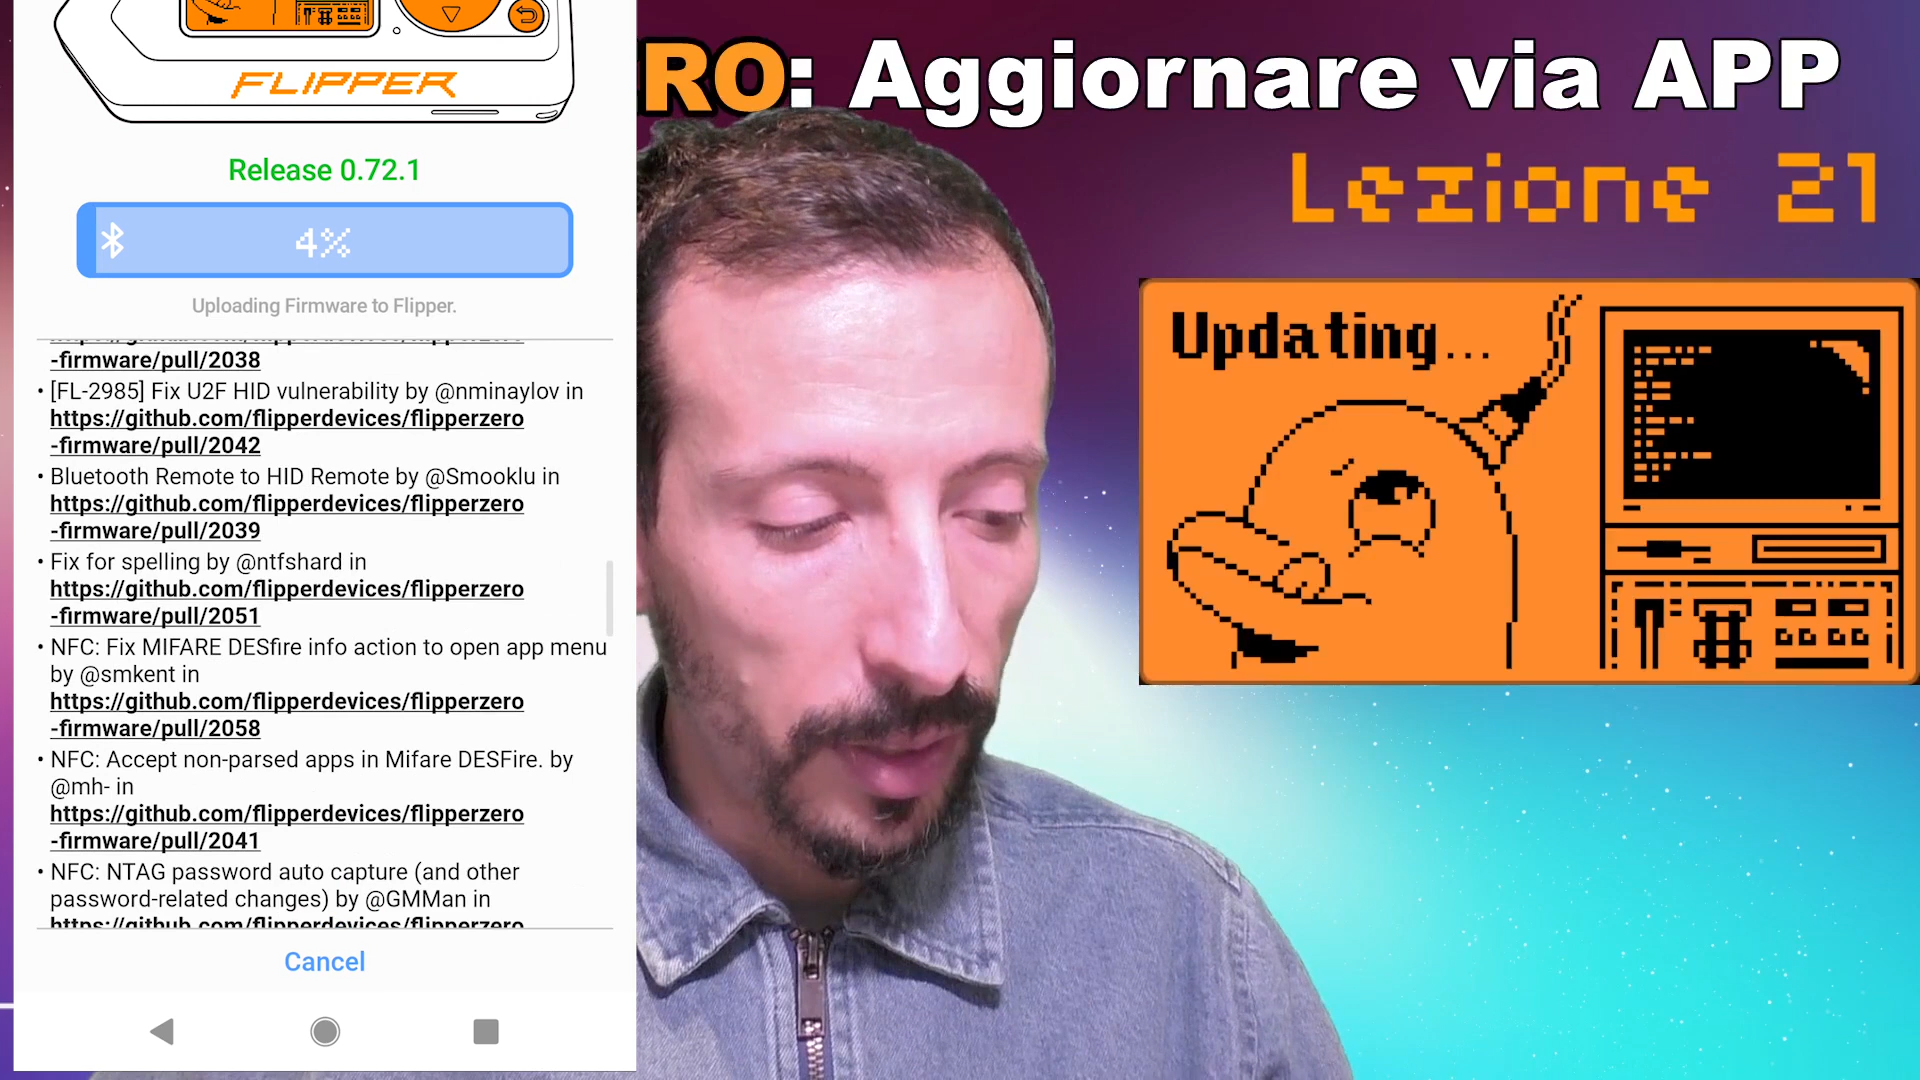 FLIPPER
Release 0.72.1
4%
Uploading Firmware to Flipper.
-firmware/pull/2038
• [FL-2985] Fix U2F HID vulnerability by @nminaylov in
https://github.com/flipperdevices/flipperzero
-firmware/pull/2042
• Bluetooth Remote to HID Remote by @Smooklu in
https://github.com/flipperdevices/flipperzero
-firmware/pull/2039
• Fix for spelling by @ntfshard in
https://github.com/flipperdevices/flipperzero
-firmware/pull/2051
• NFC: Fix MIFARE DESfire info action to open app menu
by @smkent in
https://github.com/flipperdevices/flipperzero
-firmware/pull/2058
• NFC: Accept non-parsed apps in Mifare DESFire. by
@mh- in
https://github.com/flipperdevices/flipperzero
-firmware/pull/2041
• NFC: NTAG password auto capture (and other
password-related changes) by @GMMan in
https://github.com/flipperdevices/flipperzero
Cancel
RO: Aggiornare via APP
Lezione 21
Updating...